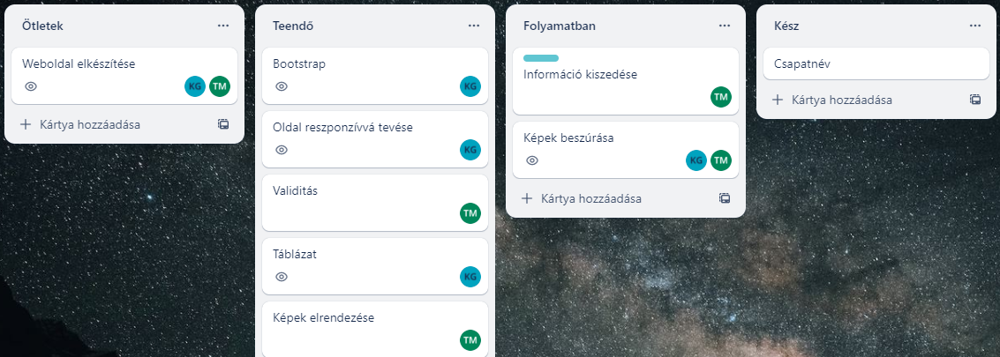 Ötletek
Weboldal elkészítése
KG TM
Kártya hozzáadása
Teendő
Bootstrap
KG
Oldal reszponzívvá tevése
KG
Validitás
TM
Táblázat
KG
Képek elrendezése
TM
Folyamatban
Információ kiszedése
TM
Képek beszúrása
KG TM
Kártya hozzáadása
Kész
Csapatnév
Kártya hozzáadása